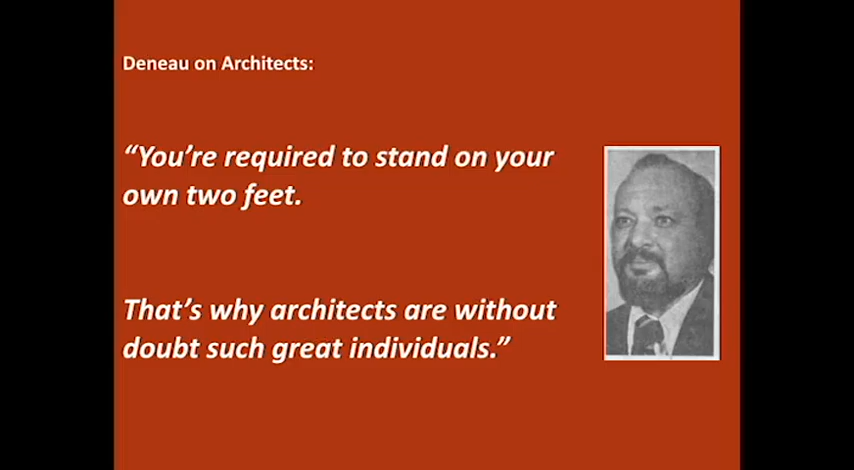 Deneau on Architects:
“You’re required to stand on your
own two feet.
That’s why architects are without
doubt such great individuals.”